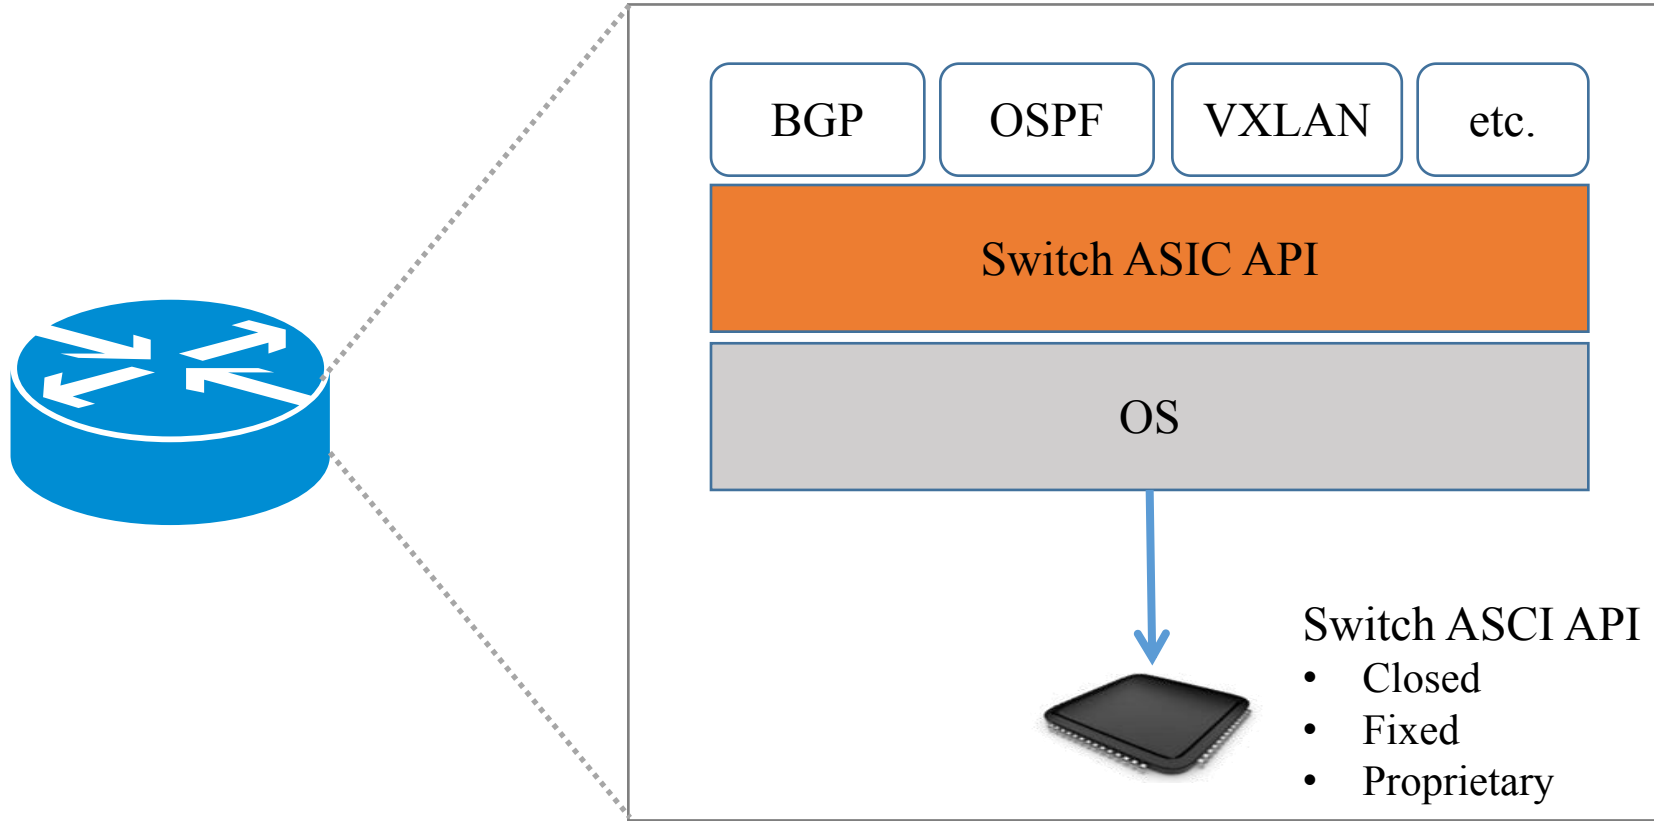 BGP OSPF VXLAN etc.
Switch ASIC API
OS
Switch ASCI API
• Closed
• Fixed
• Proprietary